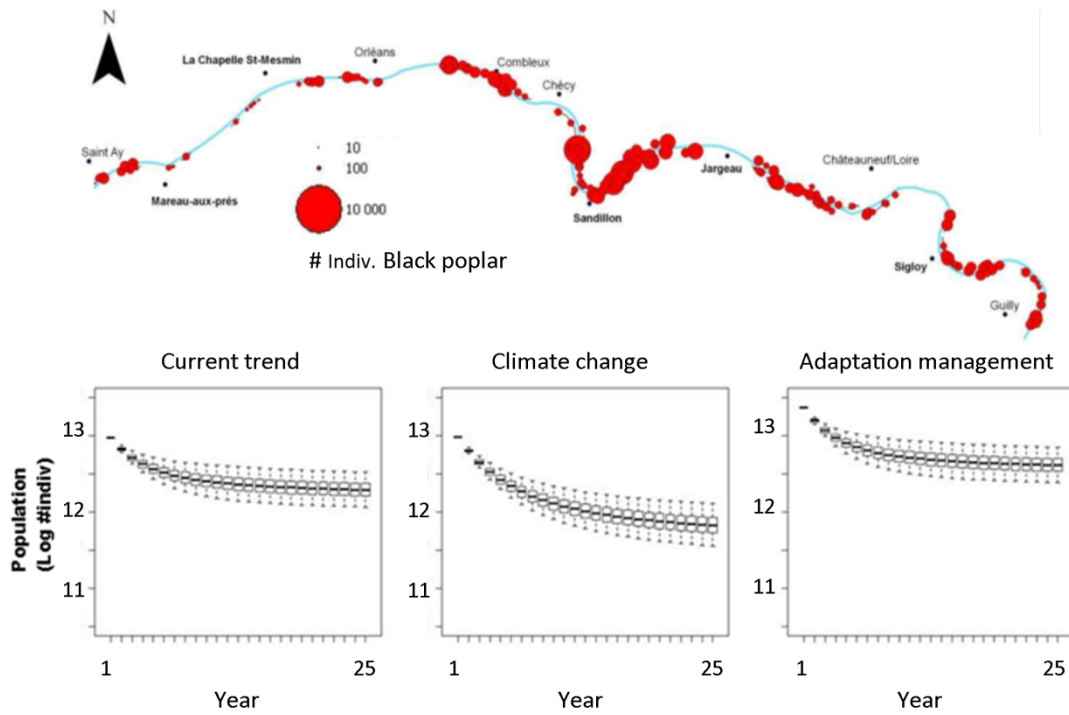 N
La Chapelle St-Mesmin
Orléans
Combleux
Chécy
Saint Ay
Mareau-aux-prés
10
100
10 000
Sandillon
Jargeau
Châteauneuf/Loire
Sigloy
Guilly
# Indiv. Black poplar
Current trend
Climate change
Adaptation management
Population
(Log #indiv)
13
12
11
1
25
Year
13
12
11
1
25
Year
13
12
11
1
25
Year